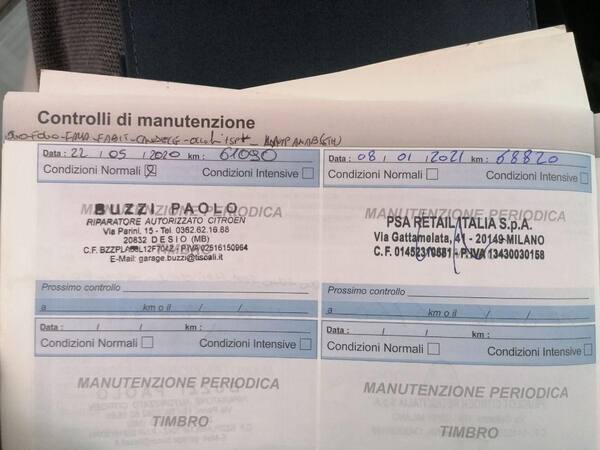 Controlli di manutenzione
Data : 22 / 05 / 2020 km : 61090
Condizioni Normali Condizioni Intensive
MANUTENZIONE PERIODICA
BUZZI PAOLO
RIPARATORE AUTORIZZATO CITROËN
Via Parini, 15 - Tel. 0362.62.16.88
20832 DESIO (MB)
E-Mail: garage.buzzi@tiscali.it
Prossimo controllo
a km o il / /
Data : / / km :
Condizioni Normali Condizioni Intensive
MANUTENZIONE PERIODICA
TIMBRO
Data : 08 / 01 / 2021 km : 68820
Condizioni Normali Condizioni Intensive
MANUTENZIONE PERIODICA
PSA RETAIL ITALIA S.p.A.
Via Gattamelata, 41 - 20149 MILANO
C.F. 01452310581 - P.IVA 13430030158
Prossimo controllo
a km o il / /
Data : / / km :
Condizioni Normali Condizioni Intensive
MANUTENZIONE PERIODICA
TIMBRO